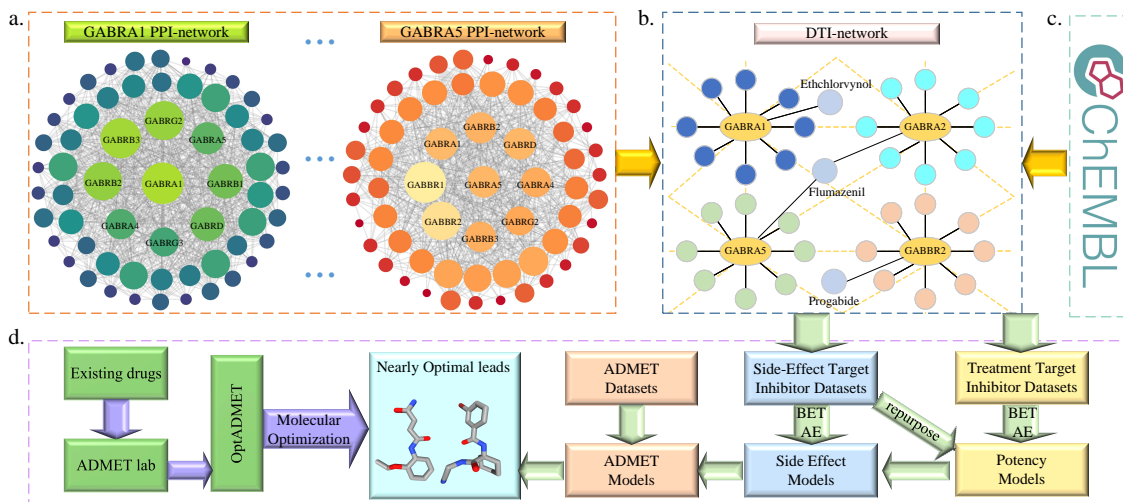 a.
GABRA1 PPI-network
GABRG2
GABRB3
GABRA5
GABRB2
GABRA1
GABRB1
GABRA4
GABRD
GABRG3
GABRA5 PPI-network
GABRB2
GABRA1
GABRD
GABBR1
GABRA5
GABRA4
GABBR2
GABRG2
GABRB3
b.
DTI-network
Ethchlorvynol
GABRA1
GABRA2
Flumazenil
GABRA5
GABBR2
Progabide
c.
ChEMBL
d.
Existing drugs
ADMET lab
OptADMET
Molecular
Optimization
Nearly Optimal leads
ADMET
Datasets
ADMET
Models
Side-Effect Target
Inhibitor Datasets
BET
AE
Side Effect
Models
repurpose
Treatment Target
Inhibitor Datasets
BET
AE
Potency
Models